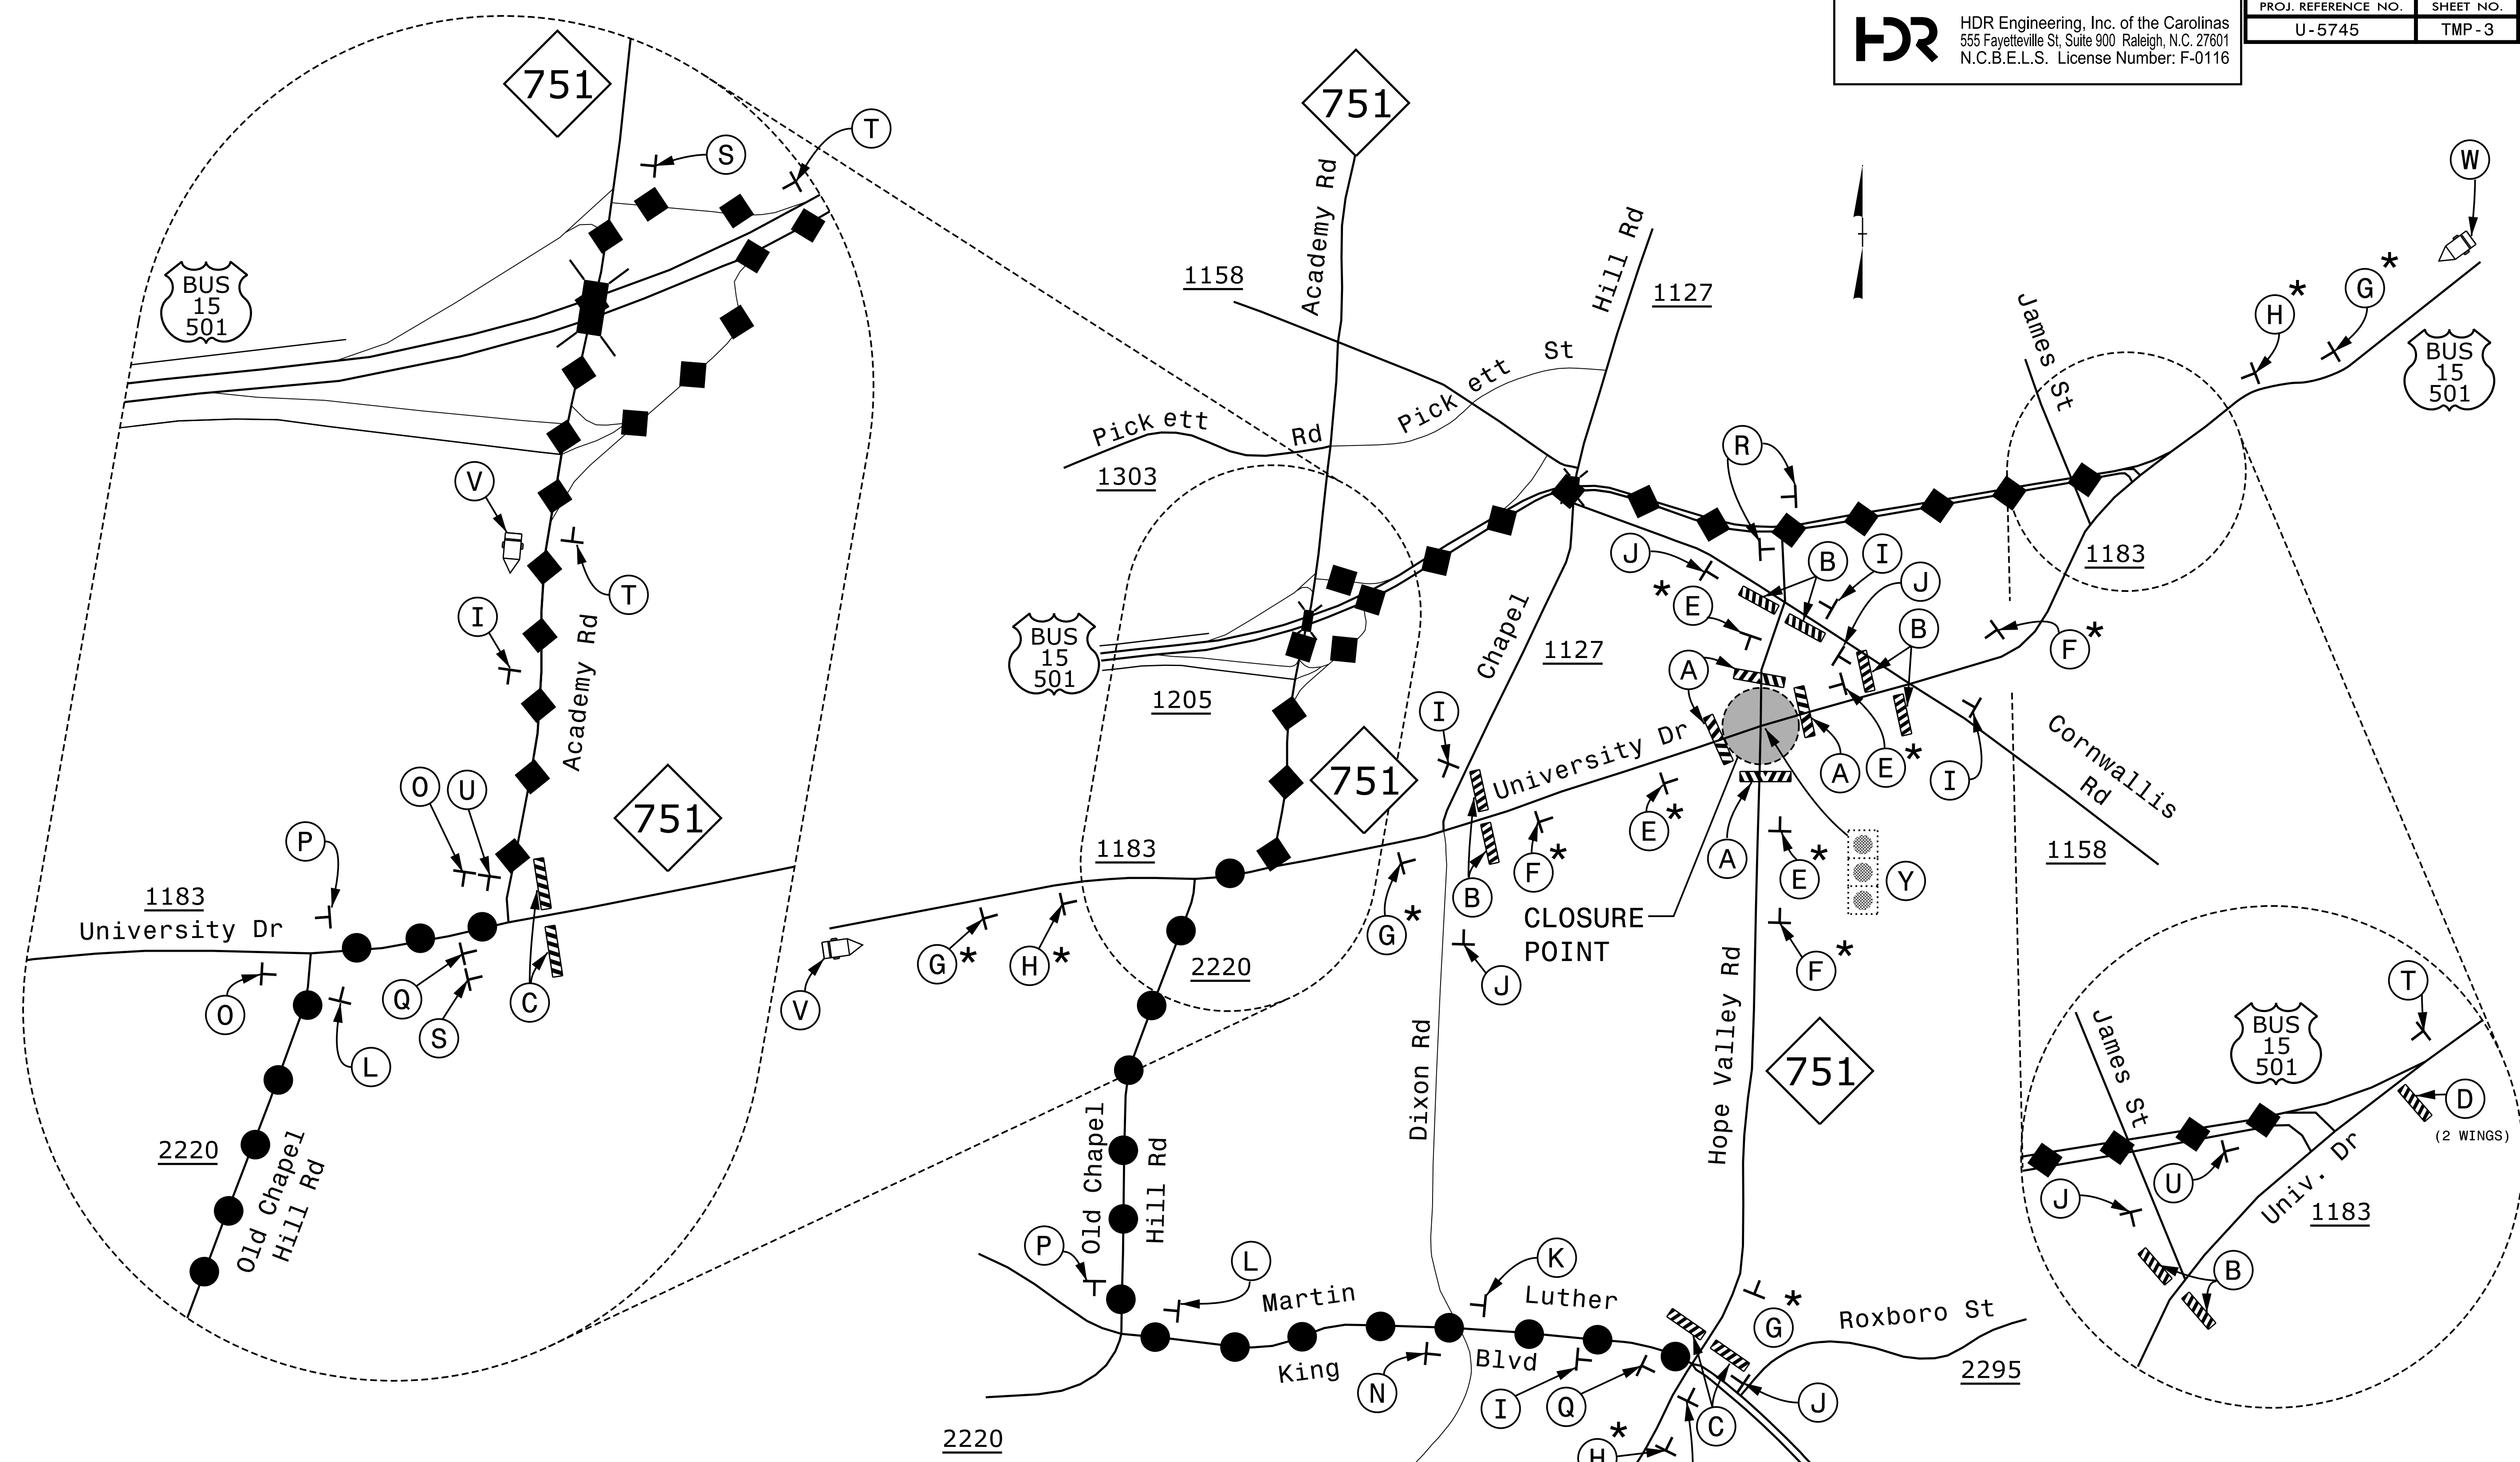 HDR
HDR Engineering, Inc. of the Carolinas
555 Fayetteville St, Suite 900 Raleigh, N.C. 27601
N.C.B.E.L.S. License Number: F-0116
PROJ. REFERENCE NO.
SHEET NO.
U-5745
TMP-3
751
S
T
BUS
15
501
V
T
I
Academy Rd
O
U
P
751
1183
University Dr
O
Q
S
C
L
2220
Old Chapel
Hill Rd
751
Academy Rd
1158
Hill Rd
1127
Pickett Rd
1303
Pickett St
W
G *
H *
BUS
15
501
James St
1183
R
J
B
I
J
* E
B
F *
A
BUS
15
501
1205
Chapel
1127
I
751
University Dr
A
E *
I
Cornwallis
Rd
1158
E *
A
Y
E *
B
F *
G *
CLOSURE
POINT
J
F *
1183
V
G *
H *
2220
Dixon Rd
Hope Valley Rd
751
Old Chapel
Hill Rd
P
L
Martin
Luther
King
Blvd
K
N
I
Q
C
J
G *
H *
Roxboro St
2295
2220
T
BUS
15
501
James St
D
(2 WINGS)
U
J
Univ. Dr
1183
B